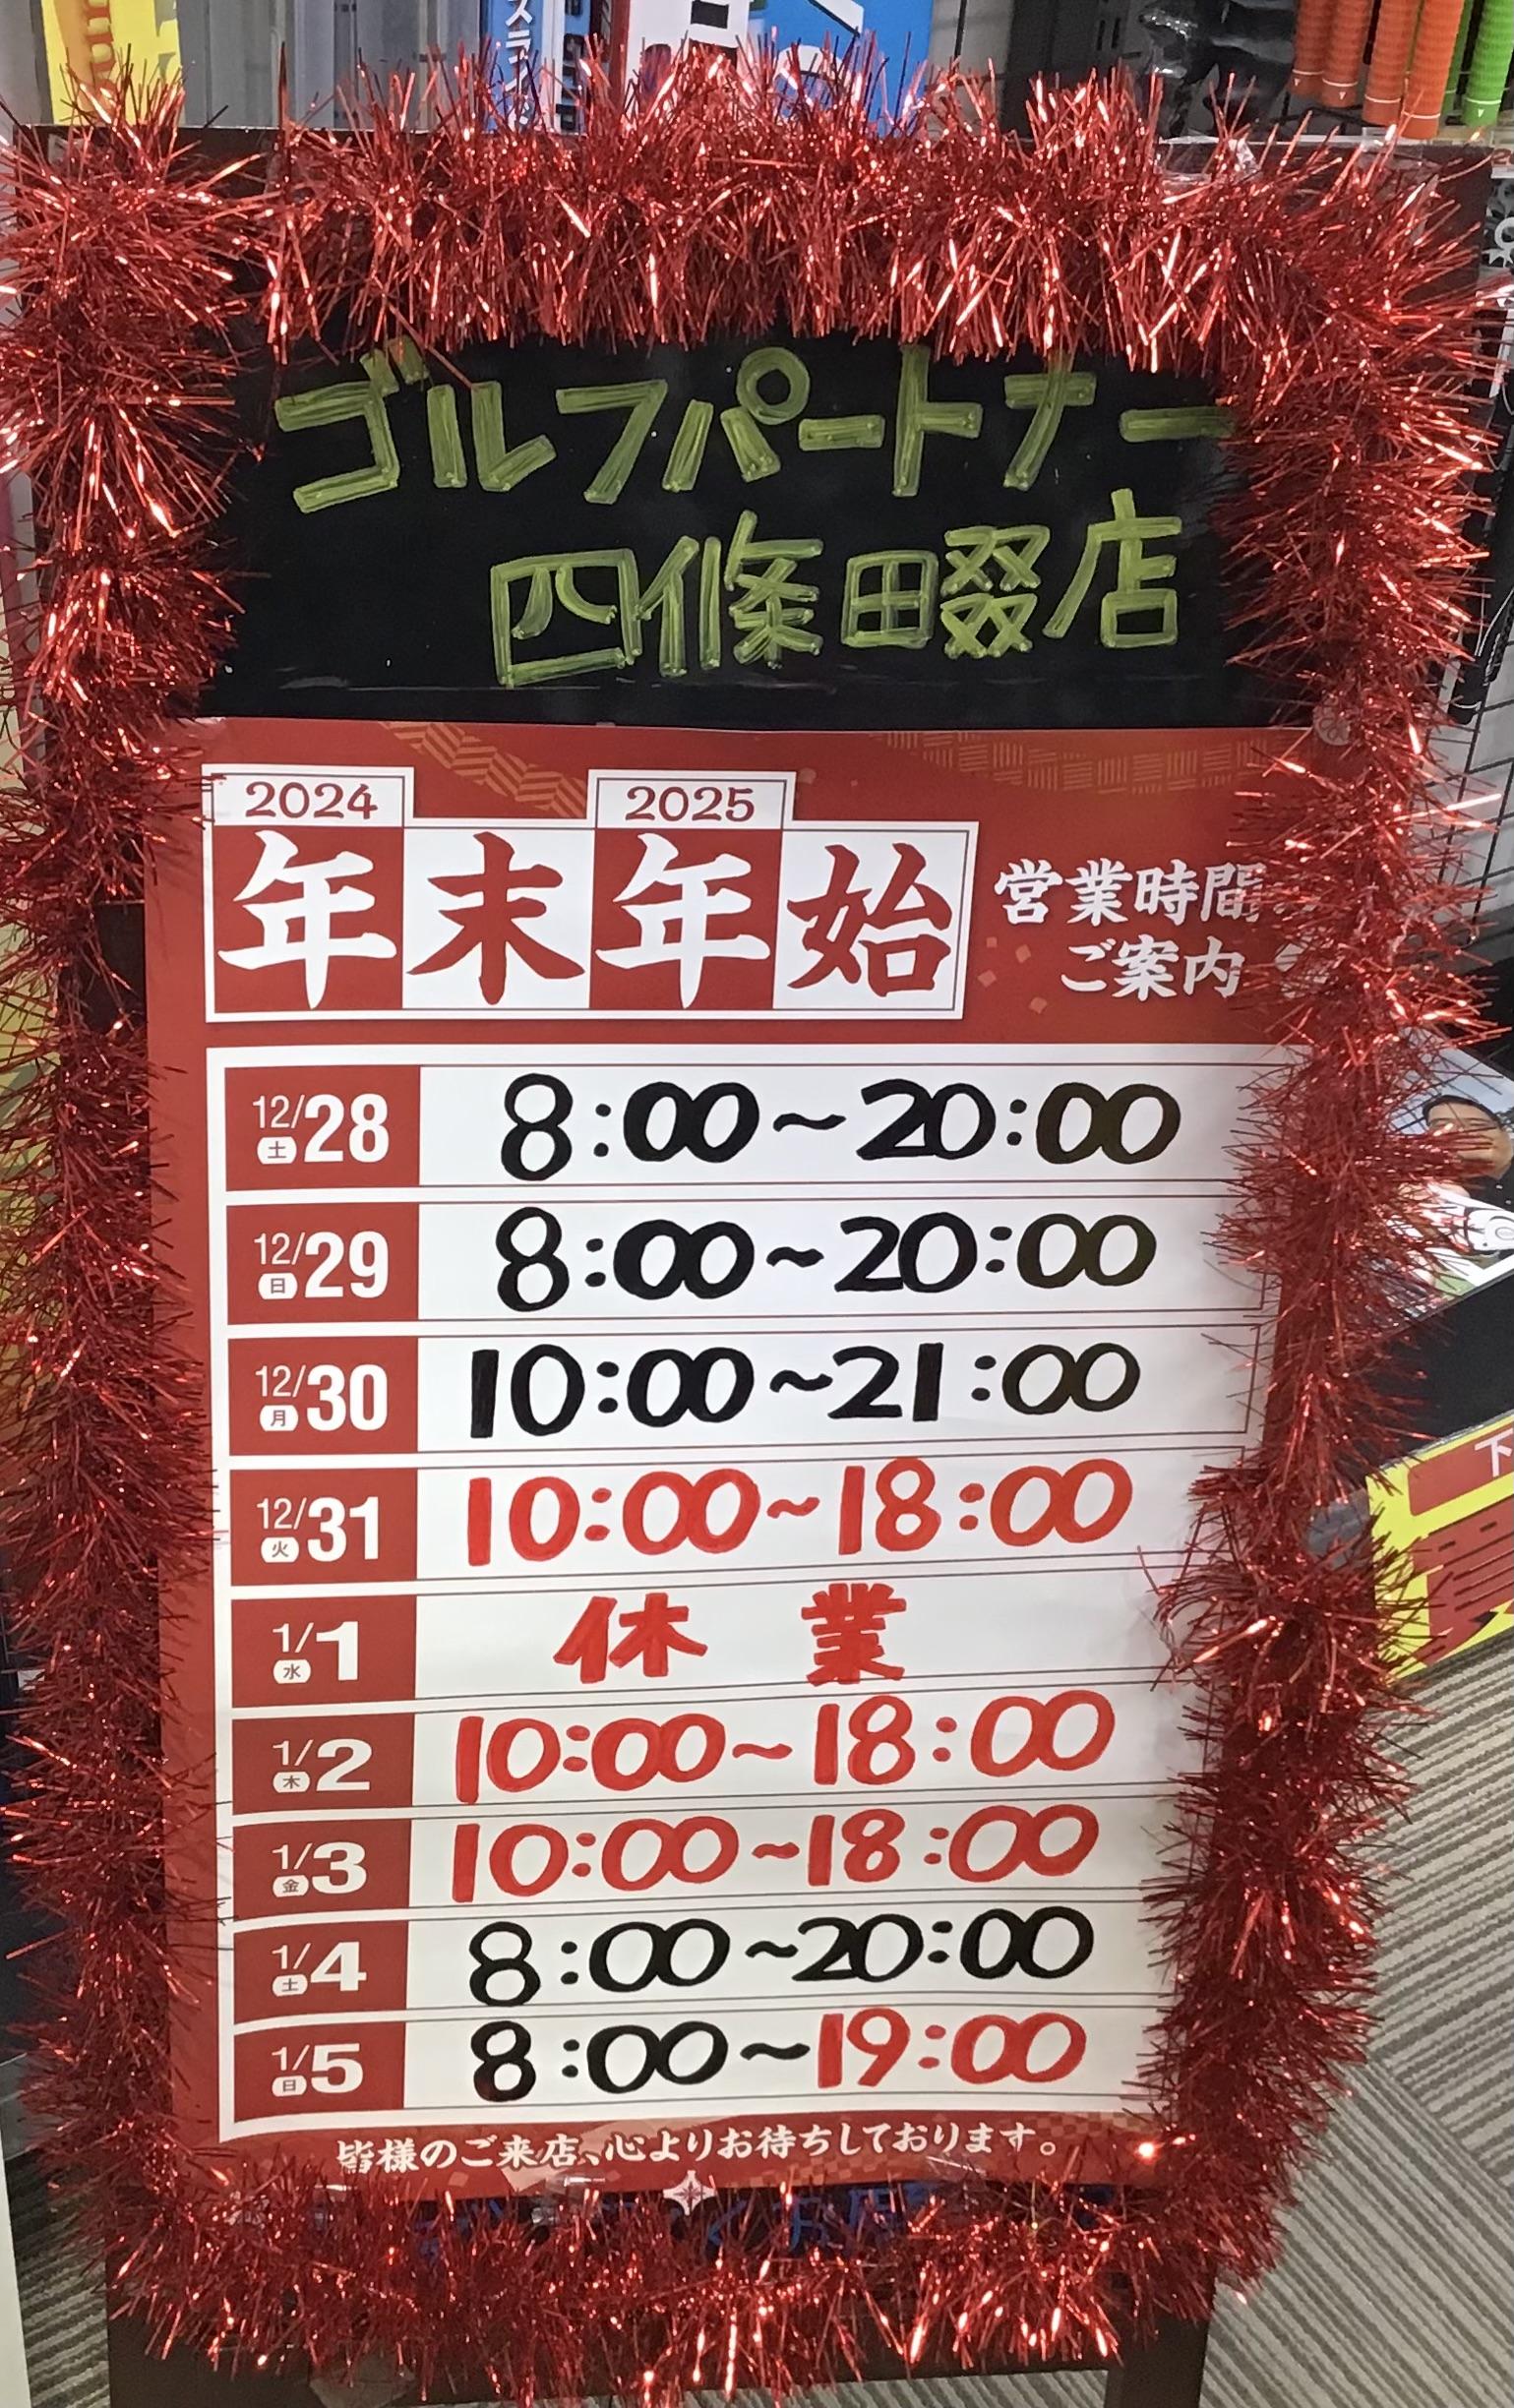 ゴルフパートナー
四條畷店
2024 2025
年末年始
営業時間
ご案内
12/28 土 8:00~20:00
12/29 日 8:00~20:00
12/30 月 10:00~21:00
12/31 火 10:00~18:00
1/1 水 休業
1/2 木 10:00~18:00
1/3 金 10:00~18:00
1/4 土 8:00~20:00
1/5 日 8:00~19:00
皆様のご来店、心よりお待ちしております。